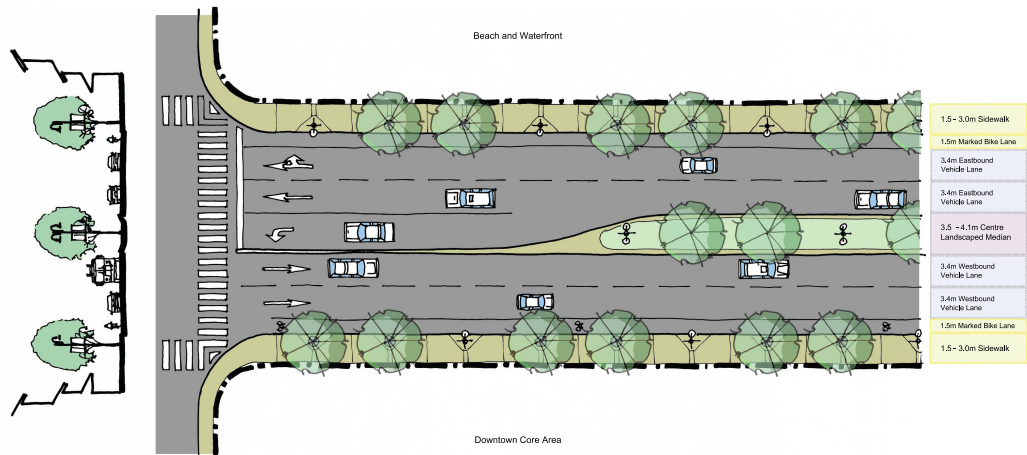 Beach and Waterfront
1.5 - 3.0m Sidewalk
1.5m Marked Bike Lane
3.4m Eastbound
Vehicle Lane
3.4m Eastbound
Vehicle Lane
3.5 - 4.1m Centre
Landscaped Median
3.4m Westbound
Vehicle Lane
3.4m Westbound
Vehicle Lane
1.5m Marked Bike Lane
1.5 - 3.0m Sidewalk
Downtown Core Area